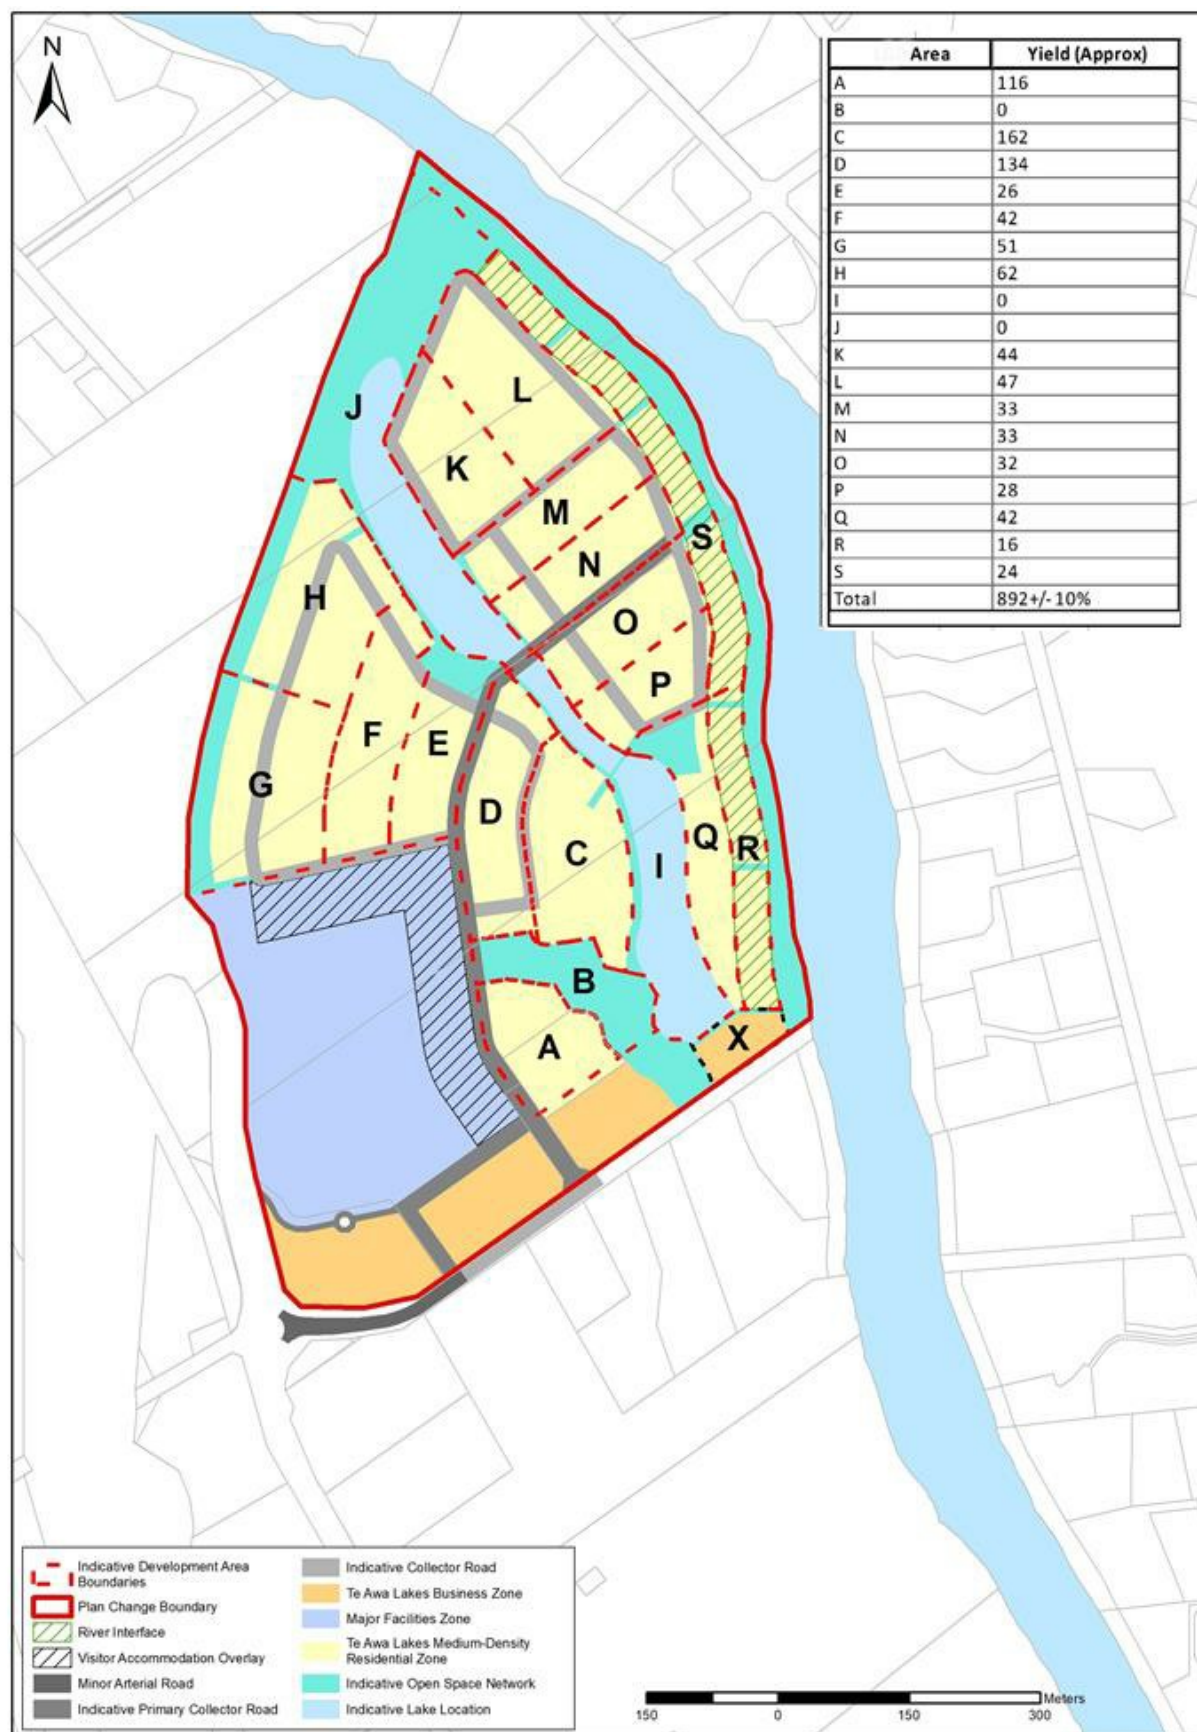 N
Area Yield (Approx)
A 116
B 0
C 162
D 134
E 26
F 42
G 51
H 62
I 0
J 0
K 44
L 47
M 33
N 33
O 32
P 28
Q 42
R 16
S 24
Total 892+/-10%
L
J
K
M
S
N
H
O
P
F
E
G
D
Q
R
C
I
B
X
A
Indicative Development Area
Boundaries
Plan Change Boundary
River Interface
Visitor Accommodation Overlay
Minor Arterial Road
Indicative Primary Collector Road
Indicative Collector Road
Te Awa Lakes Business Zone
Major Facilities Zone
Te Awa Lakes Medium-Density
Residential Zone
Indicative Open Space Network
Indicative Lake Location
Meters
150 0 150 300